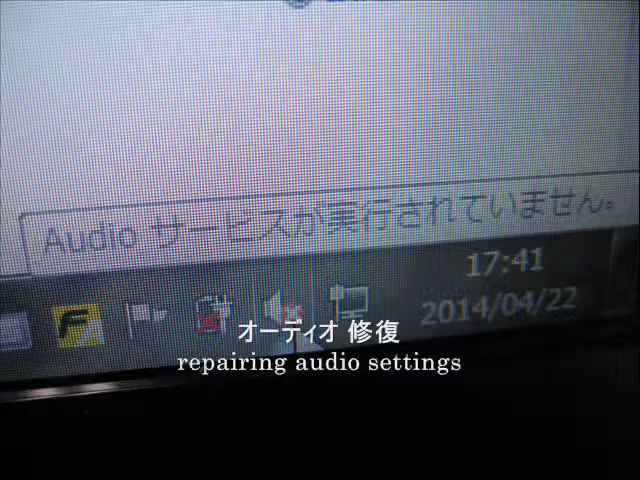 Audio サービスが実行されていません。
17:41
2014/04/22
F
オーディオ 修復
repairing audio settings